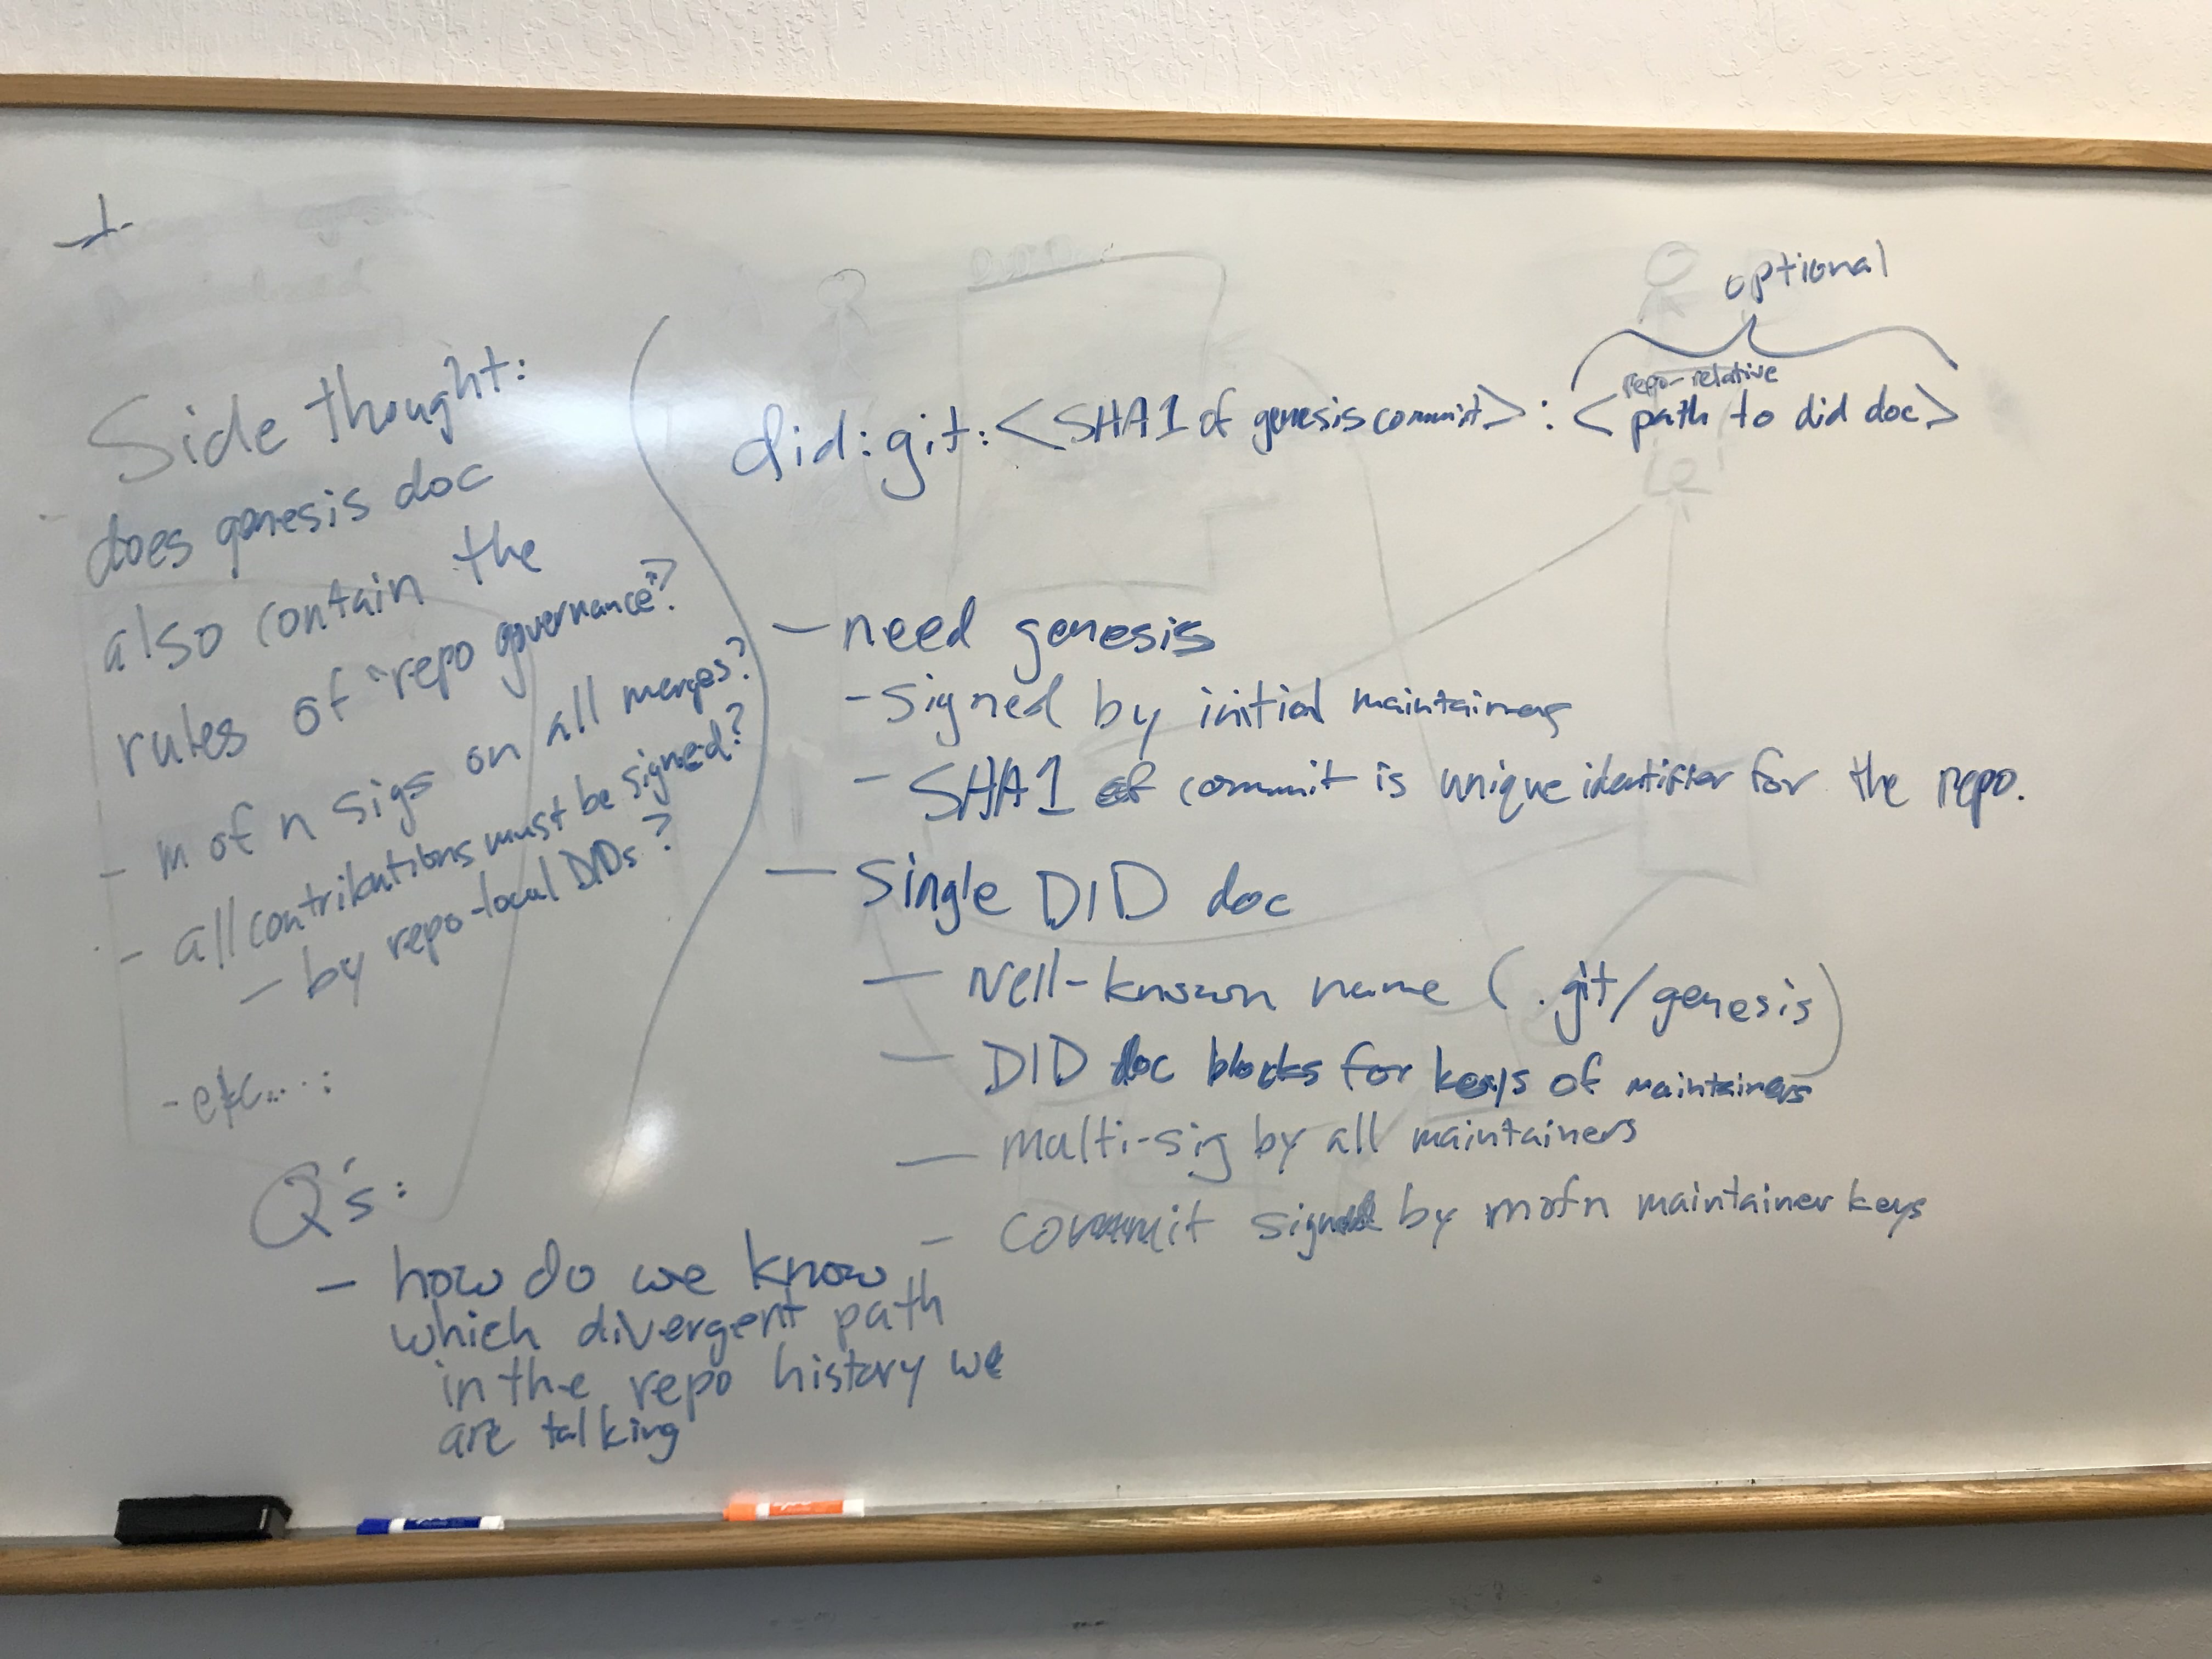 Side thought:
does genesis doc
also contain the
rules of "repo governance"?
- m of n sigs on all merges?
- all contributions must be signed?
- by repo-local DIDs?
- etc...:
optional
repo-relative
did:git:<SHA1 of genesis commit>:<path to did doc>
- need genesis
- signed by initial maintainers
- SHA1 of commit is unique identifier for the repo.
- single DID doc
- well-known name (.git/genesis)
- DID doc blocks for keys of maintainers
- multi-sig by all maintainers
- commit signed by m of n maintainer keys
Q's:
- how do we know
which divergent path
in the repo history we
are talking